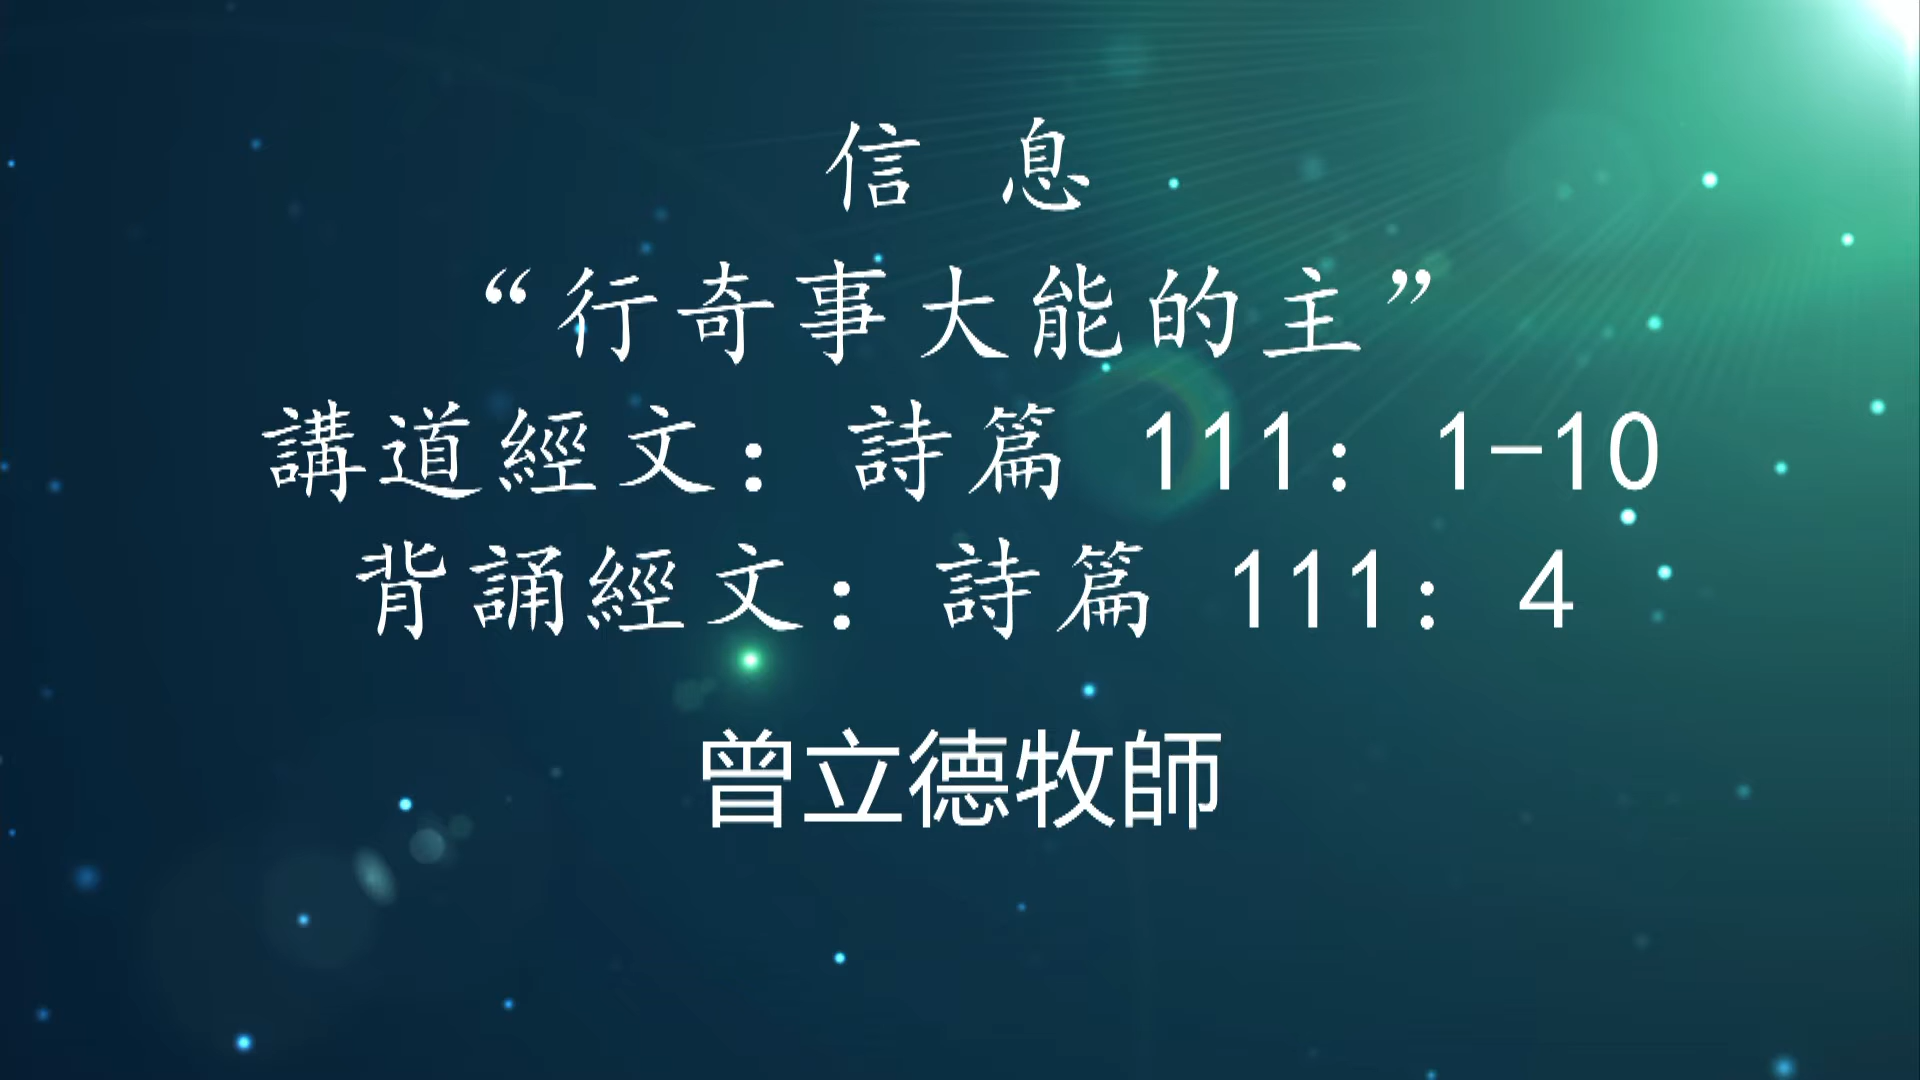 信 息
“行奇事大能的主”
講道經文：詩篇 111：1-10
背誦經文：詩篇 111：4
曾立德牧師